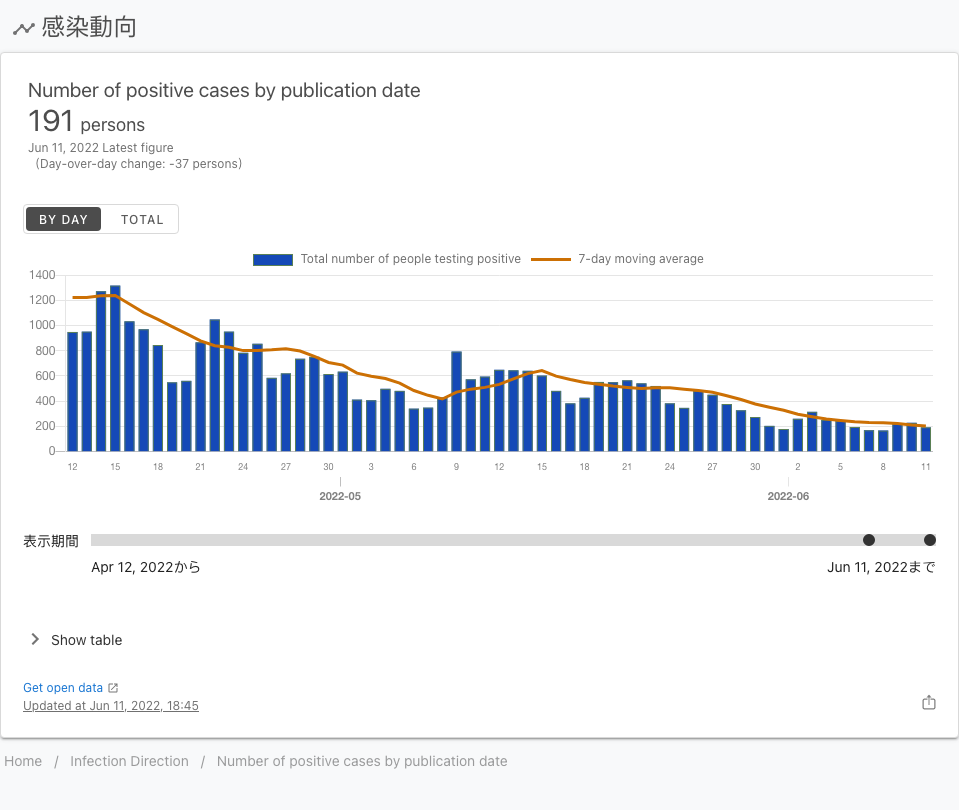 感染動向
Number of positive cases by publication date
191 persons
Jun 11, 2022 Latest figure
(Day-over-day change: -37 persons)
BY DAY TOTAL
Total number of people testing positive 7-day moving average
1400
1200
1000
800
600
400
200
0
12 15 18 21 24 27 30 3 6 9 12 15 18 21 24 27 30 2 5 8 11
2022-05 2022-06
表示期間
Apr 12, 2022から Jun 11, 2022まで
Show table
Get open data
Updated at Jun 11, 2022, 18:45
Home / Infection Direction / Number of positive cases by publication date